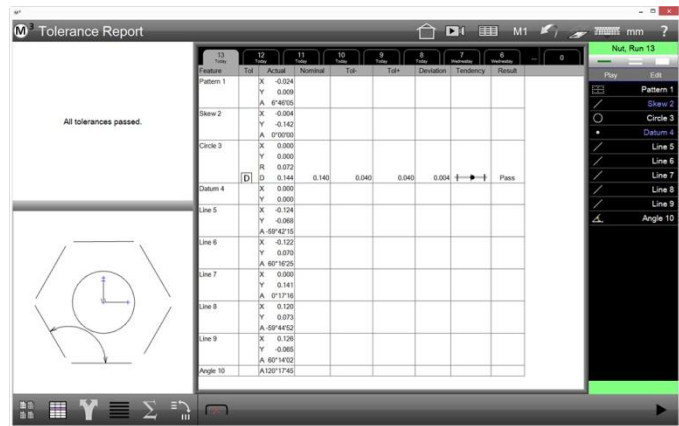 M³ Tolerance Report
M1
mm
?
13 Today
12 Today
11 Today
10 Today
9 Today
8 Today
7 Wednesday
6 Wednesday
...
0
Nut, Run 13
Play Edit
Feature Tol Actual Nominal Tol- Tol+ Deviation Tendency Result
Pattern 1 X -0.024
Y 0.009
A 6°46'05
Skew 2 X -0.004
Y -0.142
A 0°00'00
Circle 3 X 0.000
Y 0.000
R 0.072
D D 0.144 0.140 0.040 0.040 0.004 Pass
Datum 4 X 0.000
Y 0.000
Line 5 X -0.124
Y -0.068
A -59°42'15
Line 6 X -0.122
Y 0.070
A 60°16'25
Line 7 X 0.000
Y 0.141
A 0°17'16
Line 8 X 0.120
Y 0.073
A -59°44'52
Line 9 X 0.126
Y -0.065
A 60°14'02
Angle 10 A 120°17'45
All tolerances passed.
Pattern 1
Skew 2
Circle 3
Datum 4
Line 5
Line 6
Line 7
Line 8
Line 9
Angle 10